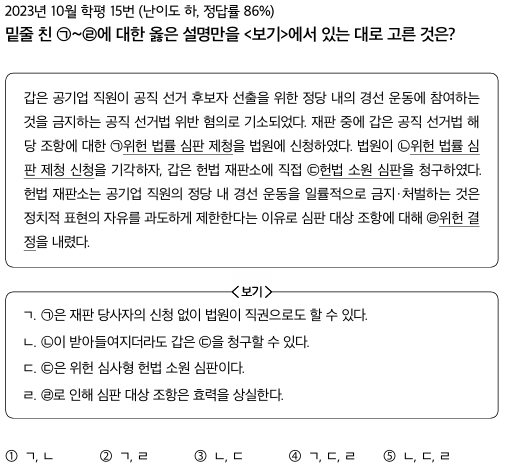 2023년 10월 학평 15번 (난이도 하, 정답률 86%)
밑줄 친 ㉠~㉣에 대한 옳은 설명만을 <보기>에서 있는 대로 고른 것은?
갑은 공기업 직원이 공직 선거 후보자 선출을 위한 정당 내의 경선 운동에 참여하는
것을 금지하는 공직 선거법 위반 혐의로 기소되었다. 재판 중에 갑은 공직 선거법 해
당 조항에 대한 ㉠위헌 법률 심판 제청을 법원에 신청하였다. 법원이 ㉡위헌 법률 심
판 제청 신청을 기각하자, 갑은 헌법 재판소에 직접 ㉢헌법 소원 심판을 청구하였다.
헌법 재판소는 공기업 직원의 정당 내 경선 운동을 일률적으로 금지·처벌하는 것은
정치적 표현의 자유를 과도하게 제한한다는 이유로 심판 대상 조항에 대해 ㉣위헌 결
정을 내렸다.
<보기>
ㄱ. ㉠은 재판 당사자의 신청 없이 법원이 직권으로도 할 수 있다.
ㄴ. ㉡이 받아들여지더라도 갑은 ㉢을 청구할 수 있다.
ㄷ. ㉢은 위헌 심사형 헌법 소원 심판이다.
ㄹ. ㉣로 인해 심판 대상 조항은 효력을 상실한다.
① ㄱ, ㄴ ② ㄱ, ㄹ ③ ㄴ, ㄷ ④ ㄱ, ㄷ, ㄹ ⑤ ㄴ, ㄷ, ㄹ